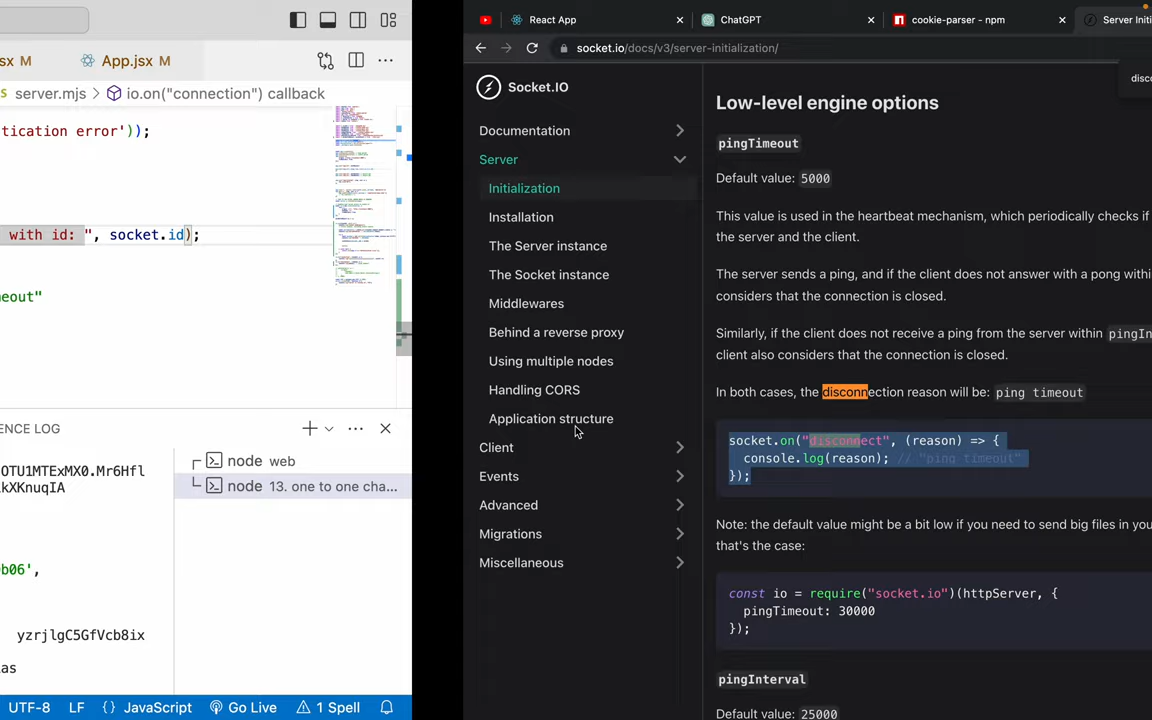 sx M
App.jsx M
server.mjs
io.on("connection") callback
tication error'));
with id: ", socket.id);
eout"
ENCE LOG
OTU1MTExMX0.Mr6Hfl
kXKnuqIA
b06',
yzrjlgC5GfVcb8ix
as
node web
node 13. one to one cha...
UTF-8
LF
{} JavaScript
Go Live
1 Spell
React App
ChatGPT
cookie-parser - npm
Server Initi
socket.io/docs/v3/server-initialization/
disco
Socket.IO
Documentation
Server
Initialization
Installation
The Server instance
The Socket instance
Middlewares
Behind a reverse proxy
Using multiple nodes
Handling CORS
Application structure
Client
Events
Advanced
Migrations
Miscellaneous
Low-level engine options
pingTimeout
Default value: 5000
This value is used in the heartbeat mechanism, which periodically checks if
the server and the client.
The server sends a ping, and if the client does not answer with a pong withi
considers that the connection is closed.
Similarly, if the client does not receive a ping from the server within pingIn
client also considers that the connection is closed.
In both cases, the disconnection reason will be: ping timeout
socket.on("disconnect", (reason) => {
console.log(reason); // "ping timeout"
});
Note: the default value might be a bit low if you need to send big files in you
that's the case:
const io = require("socket.io")(httpServer, {
pingTimeout: 30000
});
pingInterval
Default value: 25000